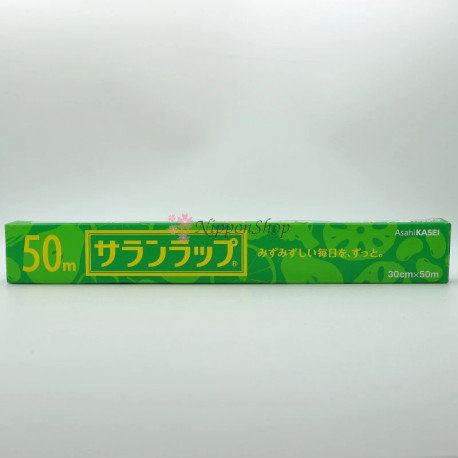 NipponShop
50m
サランラップ®
みずみずしい毎日を、ずっと。
AsahiKASEI
30cm×50m